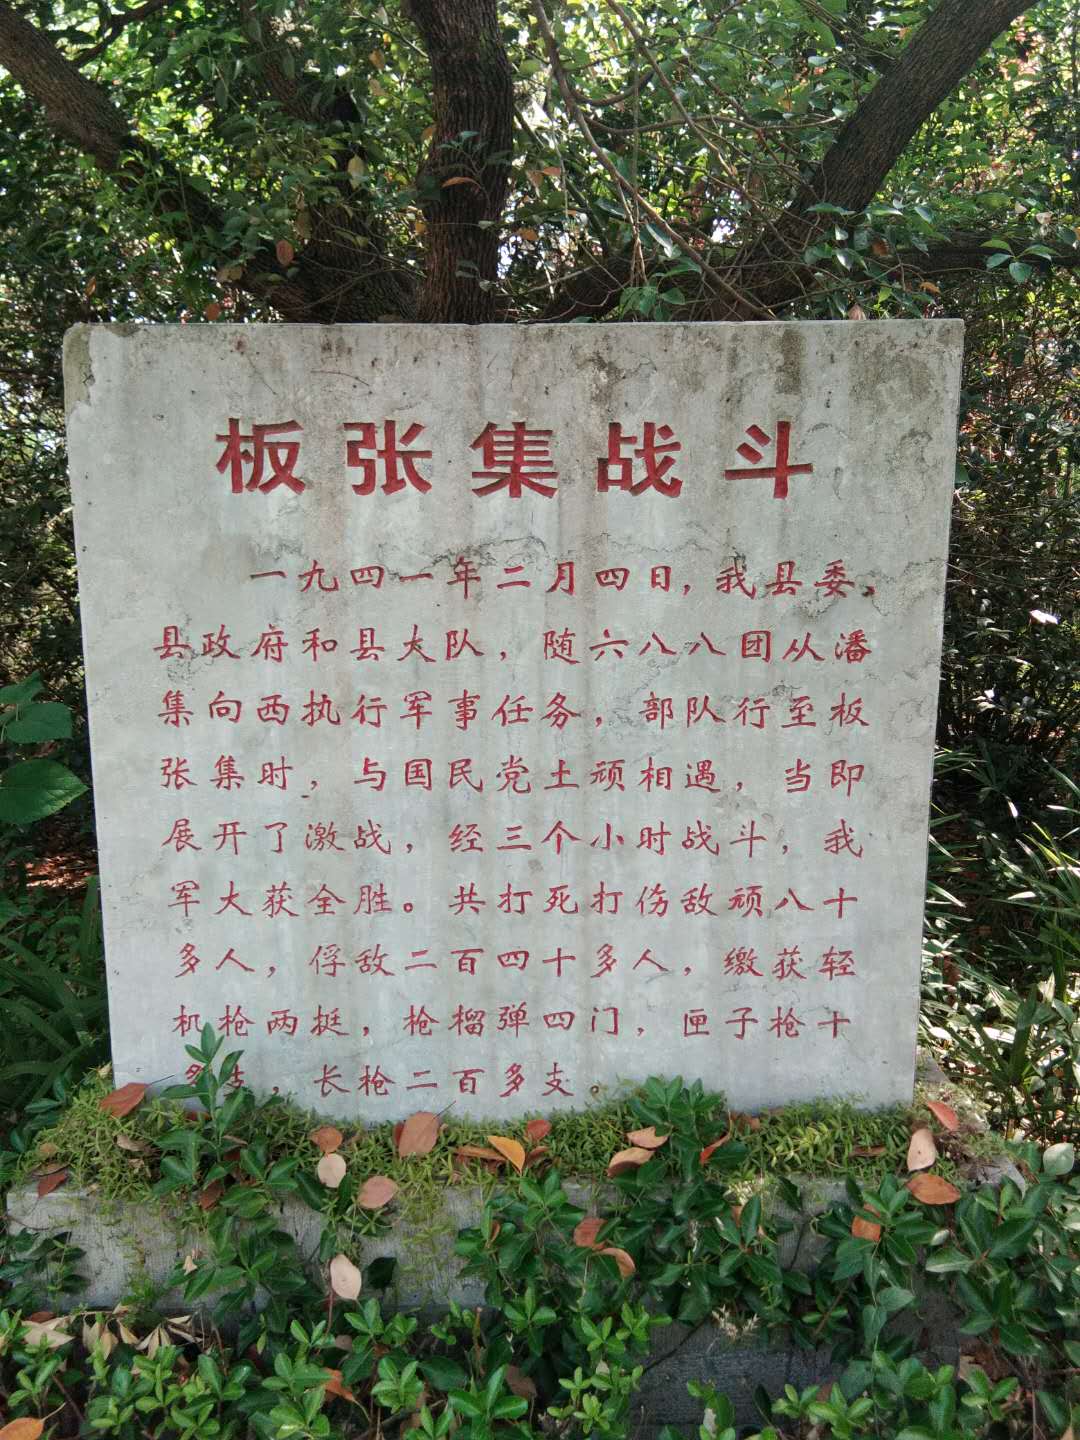 板张集战斗
一九四一年二月四日，我县委、
县政府和县大队，随六八八团从潘
集向西执行军事任务，部队行至板
张集时，与国民党土顽相遇，当即
展开了激战，经三个小时战斗，我
军大获全胜。共打死打伤敌顽八十
多人，俘敌二百四十多人，缴获轻
机枪两挺，枪榴弹四门，匣子枪十
多支，长枪二百多支。